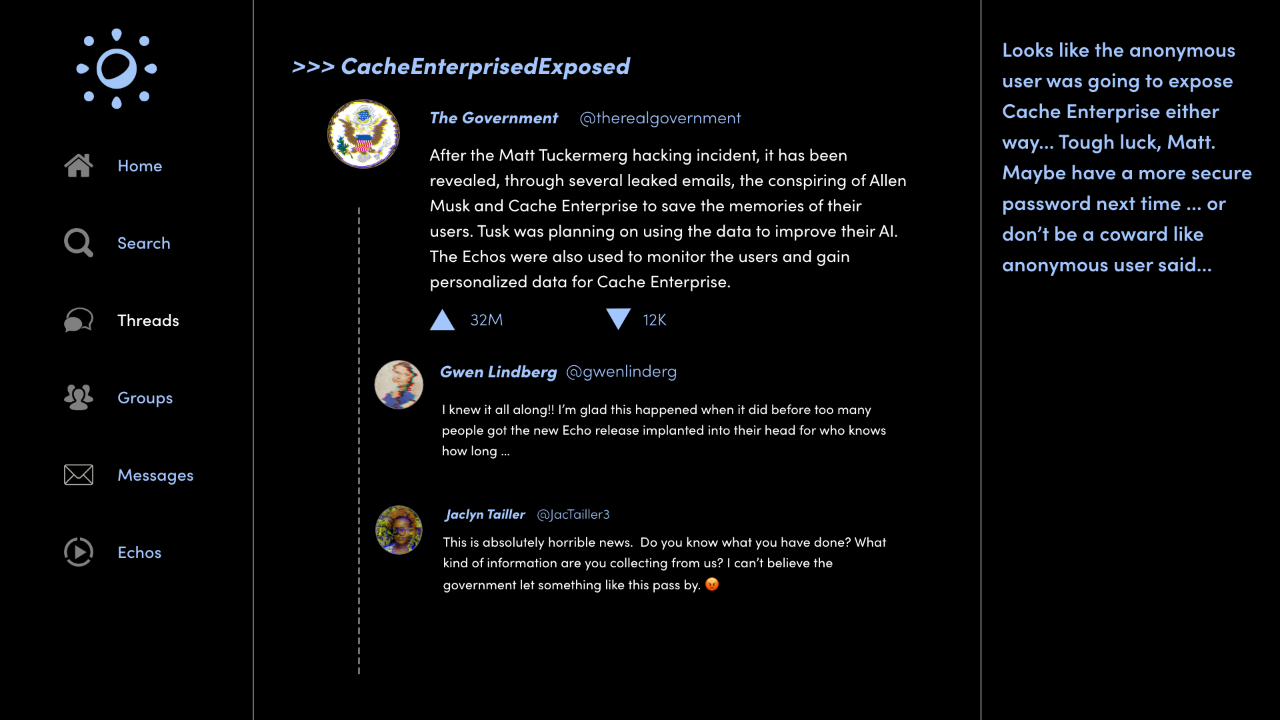 Home
Search
Threads
Groups
Messages
Echos
>>> CacheEnterprisedExposed
The Government @therealgovernment
After the Matt Tuckermerg hacking incident, it has been
revealed, through several leaked emails, the conspiring of Allen
Musk and Cache Enterprise to save the memories of their
users. Tusk was planning on using the data to improve their AI.
The Echos were also used to monitor the users and gain
personalized data for Cache Enterprise.
32M 12K
Gwen Lindberg @gwenlinderg
I knew it all along!! I'm glad this happened when it did before too many
people got the new Echo release implanted into their head for who knows
how long ...
Jaclyn Tailler @JacTailler3
This is absolutely horrible news. Do you know what you have done? What
kind of information are you collecting from us? I can't believe the
government let something like this pass by. 😡
Looks like the anonymous
user was going to expose
Cache Enterprise either
way... Tough luck, Matt.
Maybe have a more secure
password next time ... or
don't be a coward like
anonymous user said...